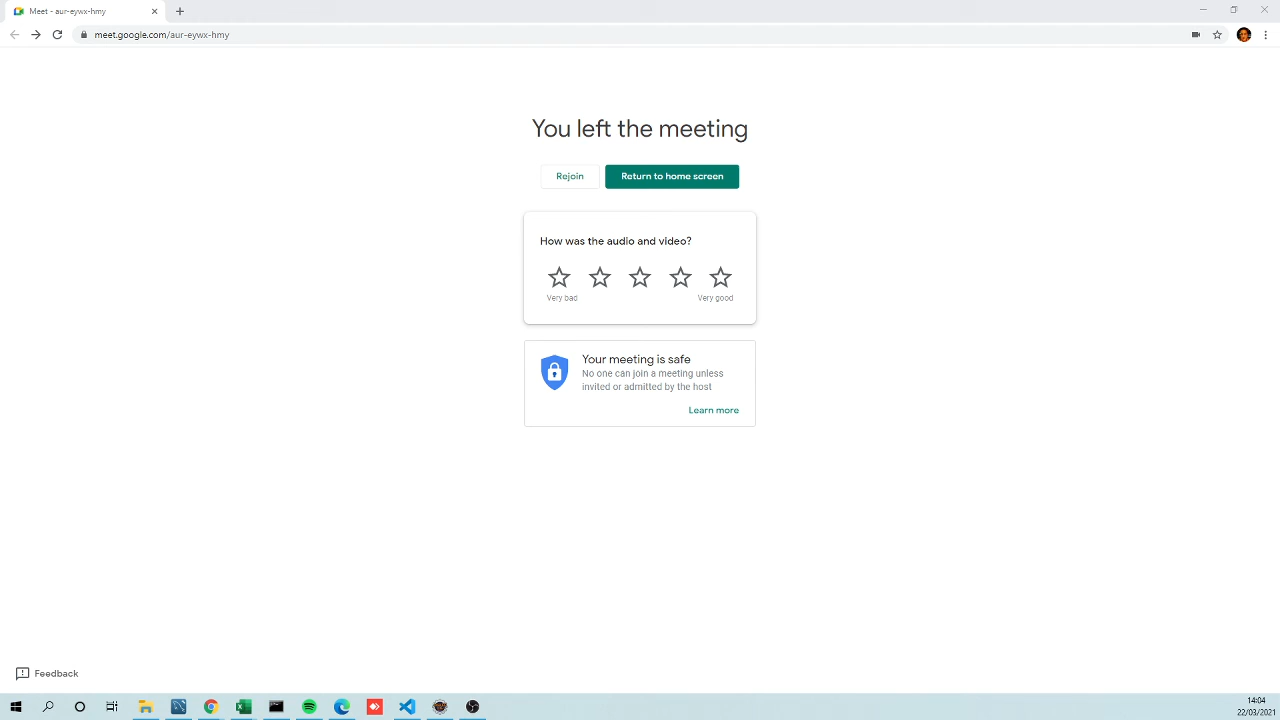 Meet - aur-eywx-hmy
meet.google.com/aur-eywx-hmy
You left the meeting
Rejoin
Return to home screen
How was the audio and video?
Very bad
Very good
Your meeting is safe
No one can join a meeting unless
invited or admitted by the host
Learn more
Feedback
14:04
22/03/2021